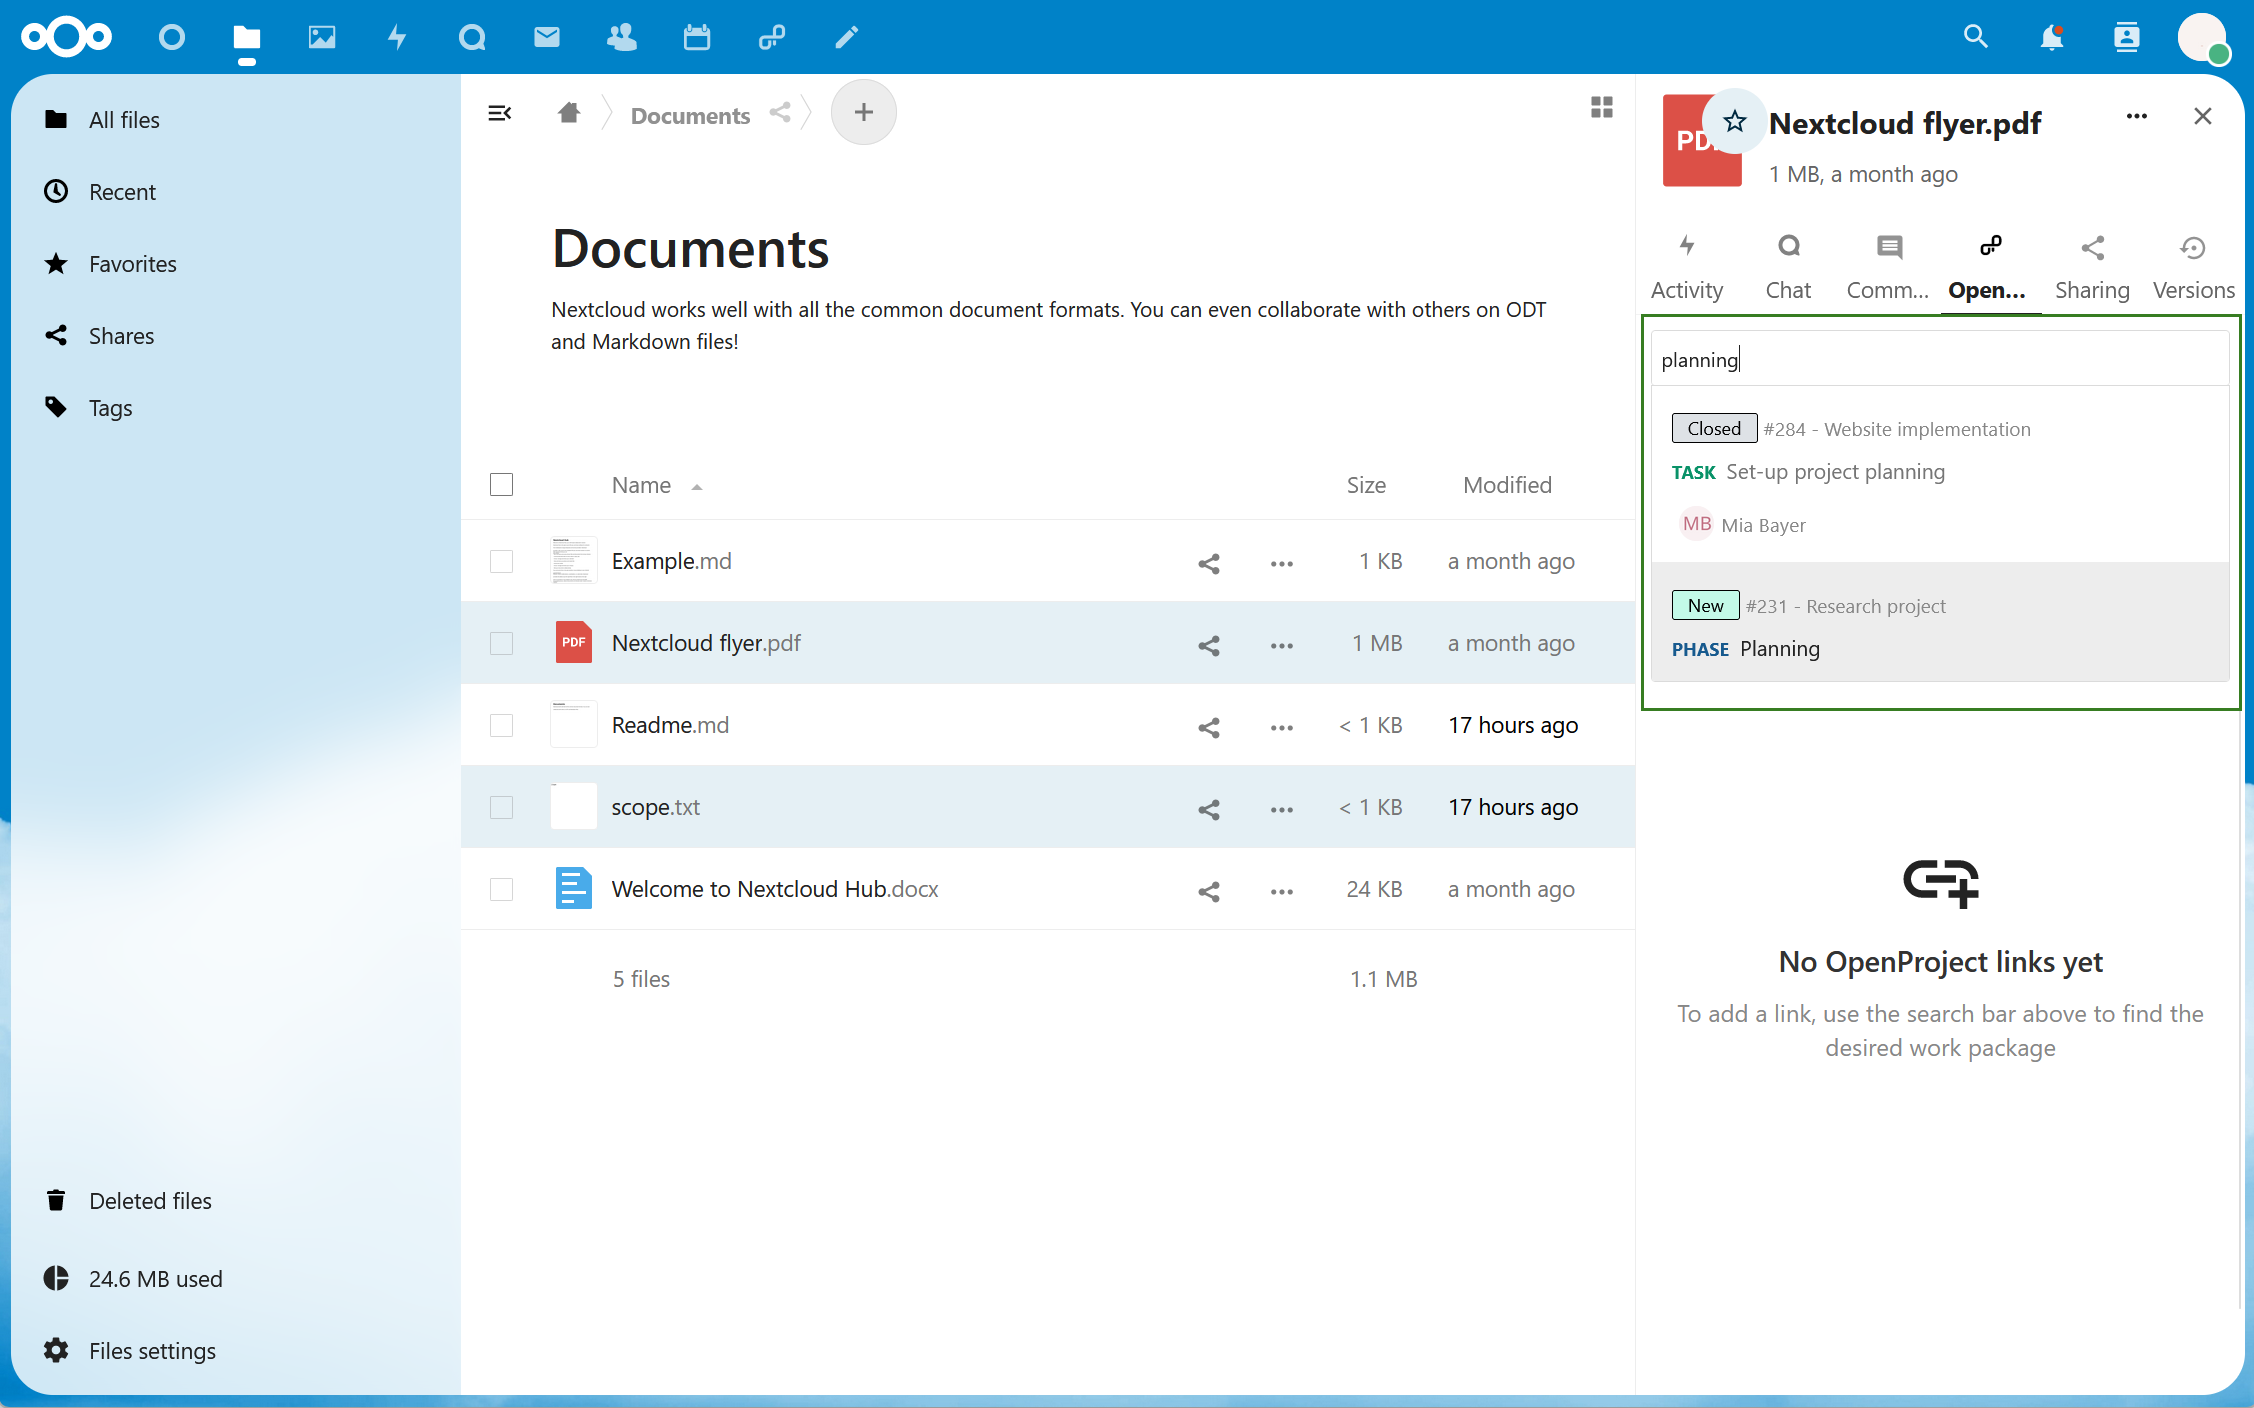 All files
Recent
Favorites
Shares
Tags
Deleted files
24.6 MB used
Files settings
Documents
Documents
Nextcloud works well with all the common document formats. You can even collaborate with others on ODT
and Markdown files!
Name Size Modified
Example.md 1 KB a month ago
PDF Nextcloud flyer.pdf 1 MB a month ago
Readme.md < 1 KB 17 hours ago
scope.txt < 1 KB 17 hours ago
Welcome to Nextcloud Hub.docx 24 KB a month ago
5 files 1.1 MB
Nextcloud flyer.pdf
1 MB, a month ago
Activity Chat Comm... Open... Sharing Versions
planning
Closed #284 - Website implementation
TASK Set-up project planning
MB Mia Bayer
New #231 - Research project
PHASE Planning
No OpenProject links yet
To add a link, use the search bar above to find the
desired work package